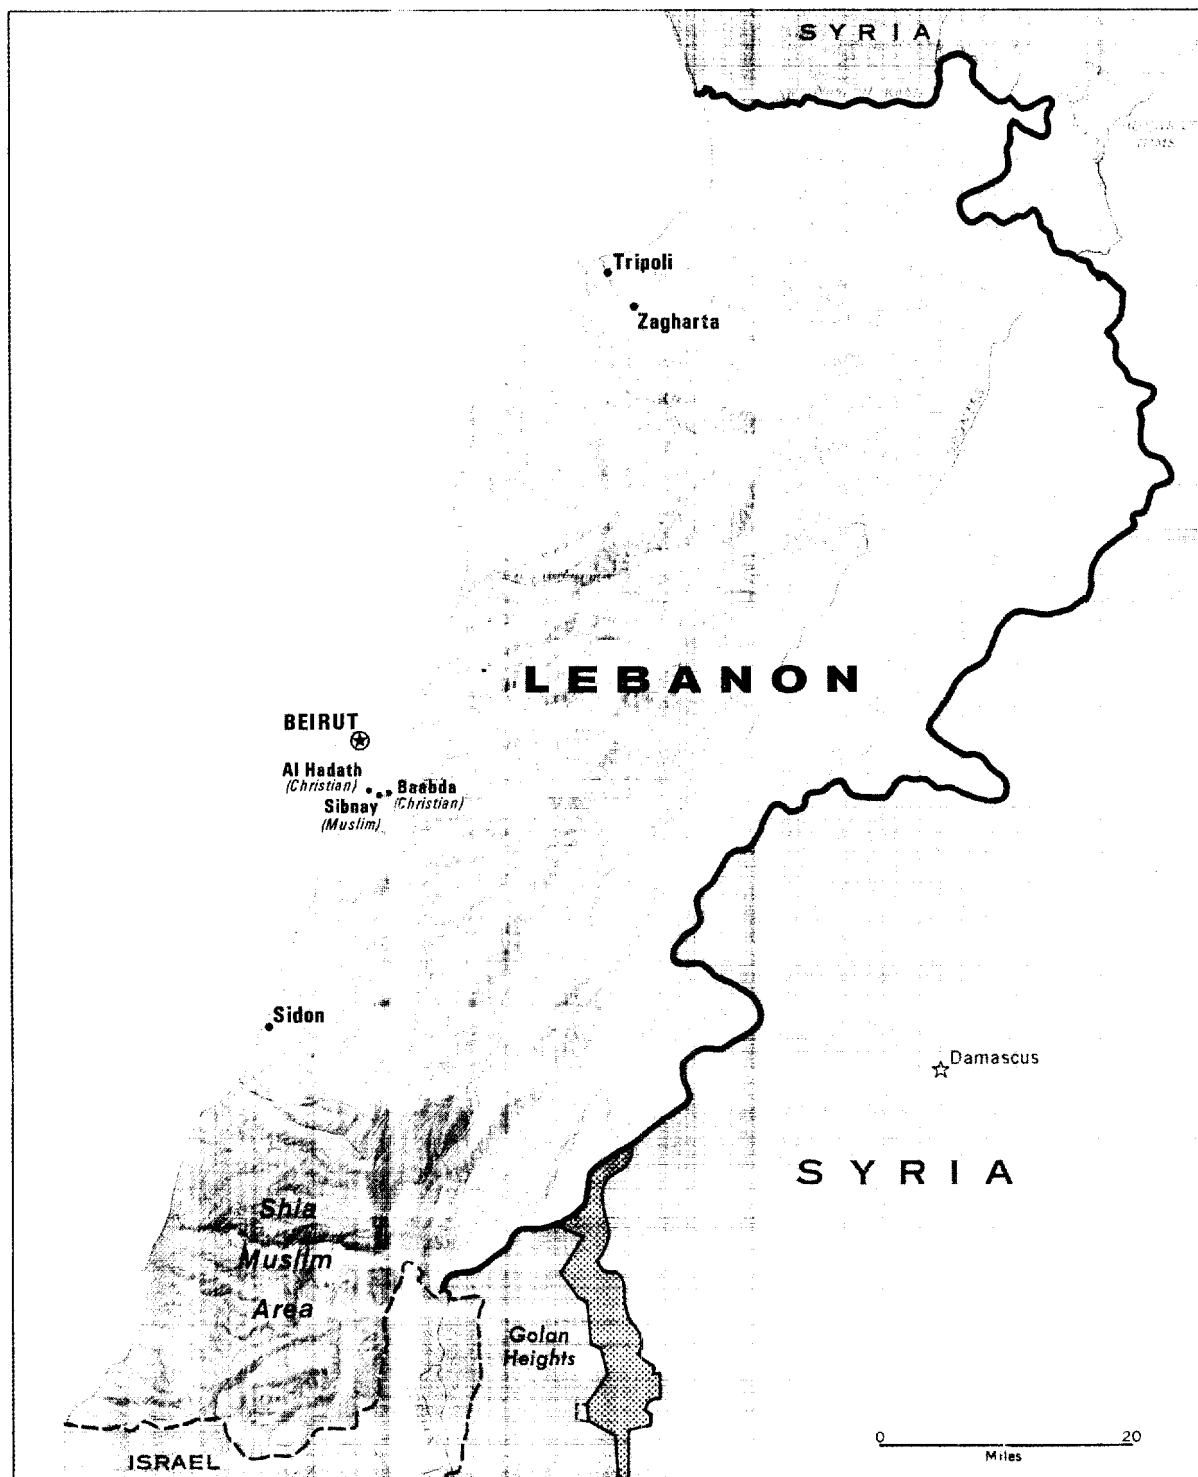 SYRIA
Tripoli
Zagharta
LEBANON
BEIRUT
Al Hadath
(Christian)
Baabda
(Christian)
Sibnay
(Muslim)
Sidon
Damascus
SYRIA
Shia
Muslim
Area
Golan
Heights
ISRAEL
0 20
Miles